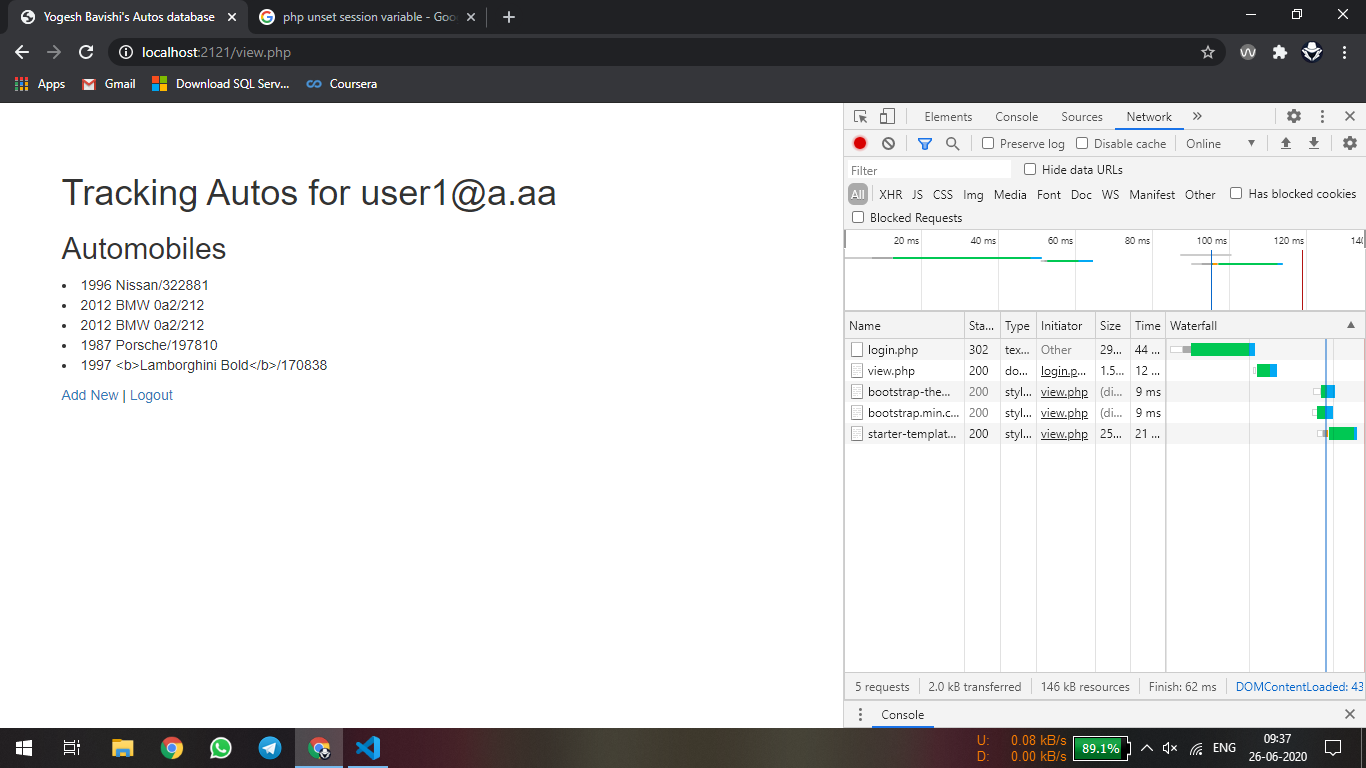 Yogesh Bavishi's Autos database
php unset session variable - Goo
localhost:2121/view.php
Apps
Gmail
Download SQL Serv...
Coursera
Tracking Autos for user1@a.aa
Automobiles
1996 Nissan/322881
2012 BMW 0a2/212
2012 BMW 0a2/212
1987 Porsche/197810
1997 <b>Lamborghini Bold</b>/170838
Add New | Logout
Elements Console Sources Network
Preserve log Disable cache Online
Filter Hide data URLs
All XHR JS CSS Img Media Font Doc WS Manifest Other Has blocked cookies
Blocked Requests
20 ms 40 ms 60 ms 80 ms 100 ms 120 ms 14(
Name Sta... Type Initiator Size Time Waterfall
login.php 302 tex... Other 29... 44 ...
view.php 200 do... login.p... 1.5... 12 ...
bootstrap-the... 200 styl... view.php (di... 9 ms
bootstrap.min.c... 200 styl... view.php (di... 9 ms
starter-templat... 200 styl... view.php 25... 21 ...
5 requests 2.0 kB transferred 146 kB resources Finish: 62 ms DOMContentLoaded: 43
Console
U: 0.08 kB/s
D: 0.00 kB/s
89.1%
ENG
09:37
26-06-2020